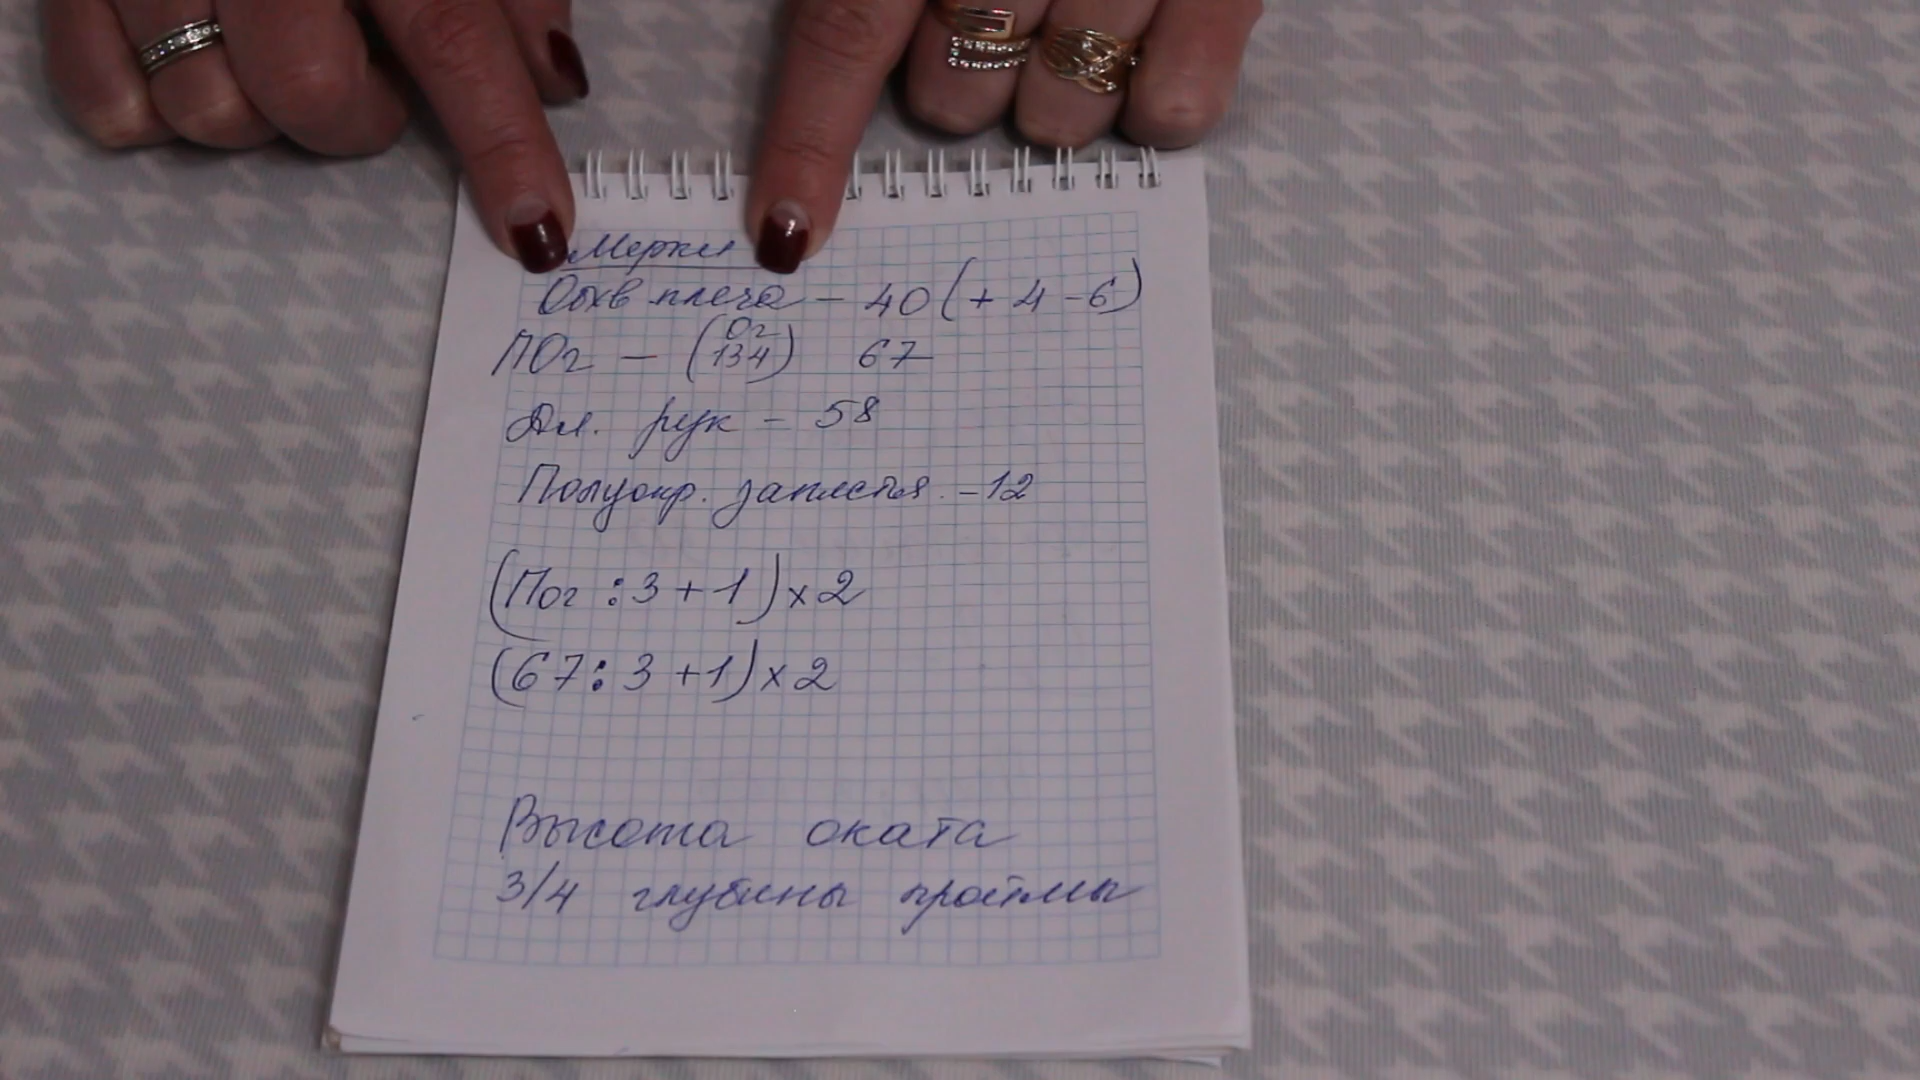 Мерки
Обхв плеча - 40 (+ 4 - 6)
ПОг - (Ог 134) 67
Дл. рук - 58
Полуокр. запястья - 12
(Пог : 3 + 1) х 2
(67 : 3 + 1) х 2
Высота оката
3/4 глубины проймы